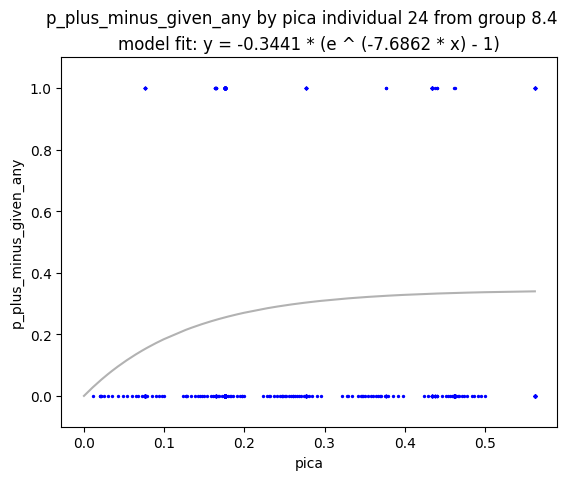 p_plus_minus_given_any by pica individual 24 from group 8.4
model fit: y = -0.3441 * (e ^ (-7.6862 * x) - 1)
p_plus_minus_given_any
1.0
0.8
0.6
0.4
0.2
0.0
0.0 0.1 0.2 0.3 0.4 0.5
pica